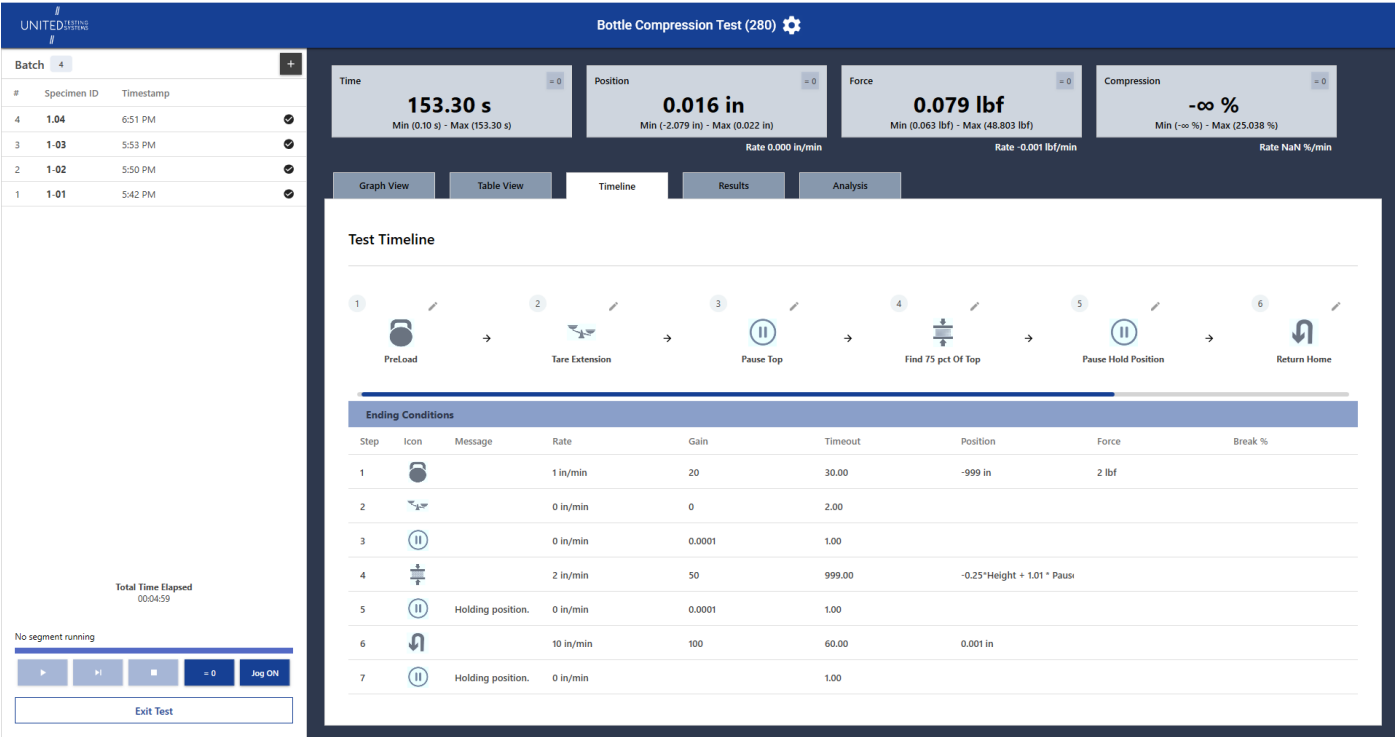 UNITED TESTING SYSTEMS
Bottle Compression Test (280)
Batch 4 +
# Specimen ID Timestamp
4 1.04 6:51 PM
3 1-03 5:53 PM
2 1-02 5:50 PM
1 1-01 5:42 PM
Total Time Elapsed
00:04:59
No segment running
= 0 Jog ON
Exit Test
Time = 0
153.30 s
Min (0.10 s) - Max (153.30 s)
Position = 0
0.016 in
Min (-2.079 in) - Max (0.022 in)
Rate 0.000 in/min
Force = 0
0.079 lbf
Min (0.063 lbf) - Max (48.803 lbf)
Rate -0.001 lbf/min
Compression = 0
-∞ %
Min (-∞ %) - Max (25.038 %)
Rate NaN %/min
Graph View Table View Timeline Results Analysis
Test Timeline
1 2 3 4 5 6
PreLoad Tare Extension Pause Top Find 75 pct Of Top Pause Hold Position Return Home
Ending Conditions
Step Icon Message Rate Gain Timeout Position Force Break %
1 1 in/min 20 30.00 -999 in 2 lbf
2 0 in/min 0 2.00
3 0 in/min 0.0001 1.00
4 2 in/min 50 999.00 -0.25*Height + 1.01 * Paus
5 Holding position. 0 in/min 0.0001 1.00
6 10 in/min 100 60.00 0.001 in
7 Holding position. 0 in/min 1.00